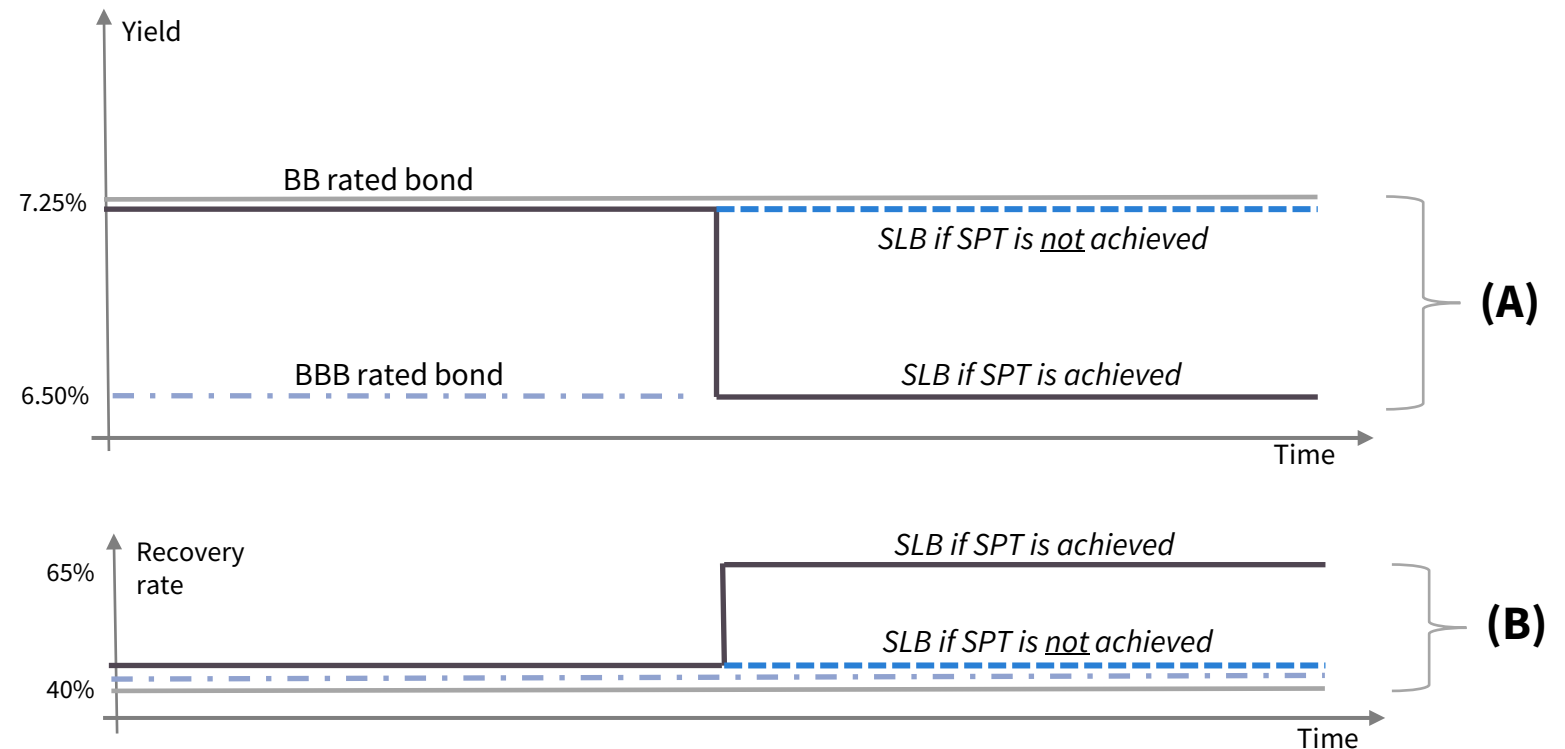 Yield
BB rated bond
7.25%
SLB if SPT is not achieved
(A)
BBB rated bond
SLB if SPT is achieved
6.50%
Time
SLB if SPT is achieved
Recovery
rate
65%
SLB if SPT is not achieved
(B)
40%
Time